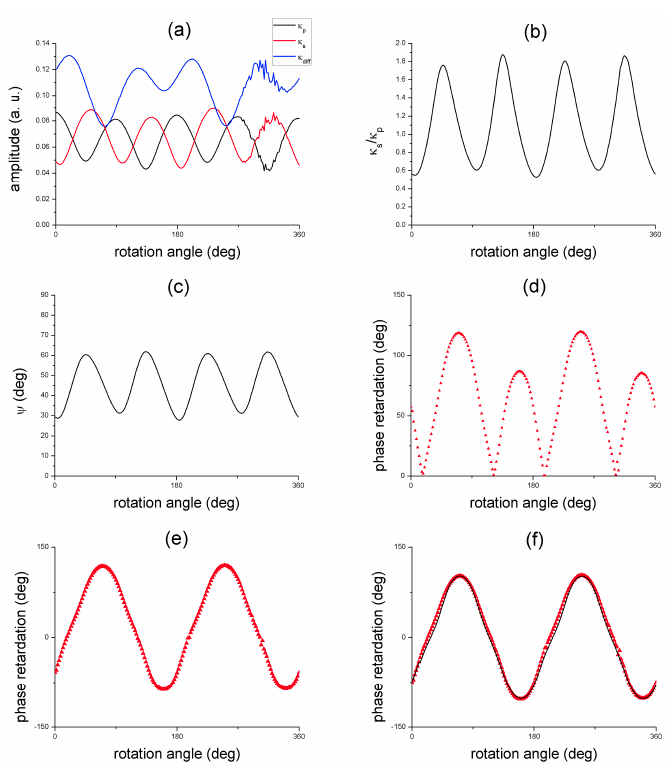 (a)
κp
κs
κdiff
0.14
0.12
0.10
0.08
0.06
0.04
0.02
0.00
amplitude (a. u.)
0
180
360
rotation angle (deg)
(b)
2.0
1.8
1.6
1.4
1.2
1.0
0.8
0.6
0.4
0.2
0.0
κs/κp
0
180
360
rotation angle (deg)
(c)
90
80
70
60
50
40
30
20
10
0
ψ (deg)
0
180
360
rotation angle (deg)
(d)
150
100
50
0
phase retardation (deg)
0
180
360
rotation angle (deg)
(e)
150
0
-150
phase retardation (deg)
0
180
360
rotation angle (deg)
(f)
150
0
-150
phase retardation (deg)
0
180
360
rotation angle (deg)